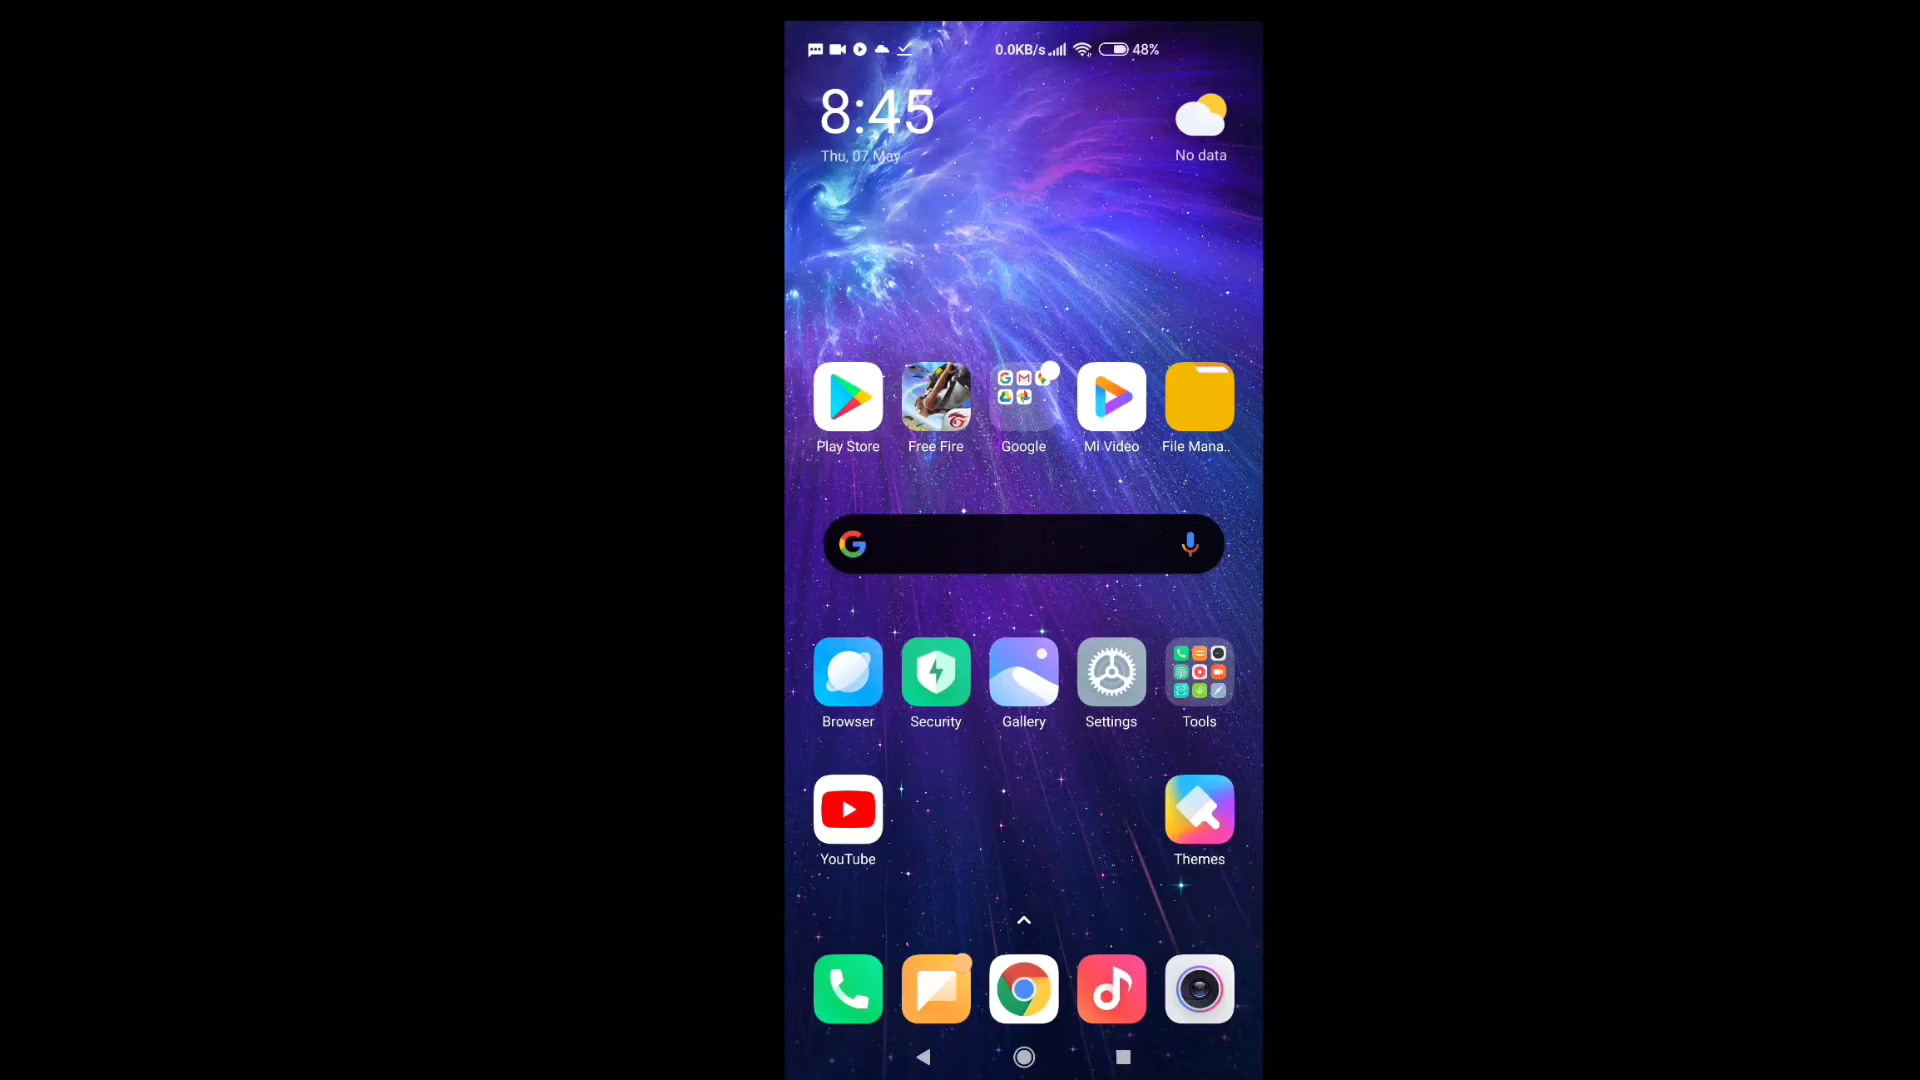 0.0KB/s 48%
8:45
Thu, 07 May
No data
Play Store Free Fire Google Mi Video File Mana..
Browser Security Gallery Settings Tools
YouTube Themes